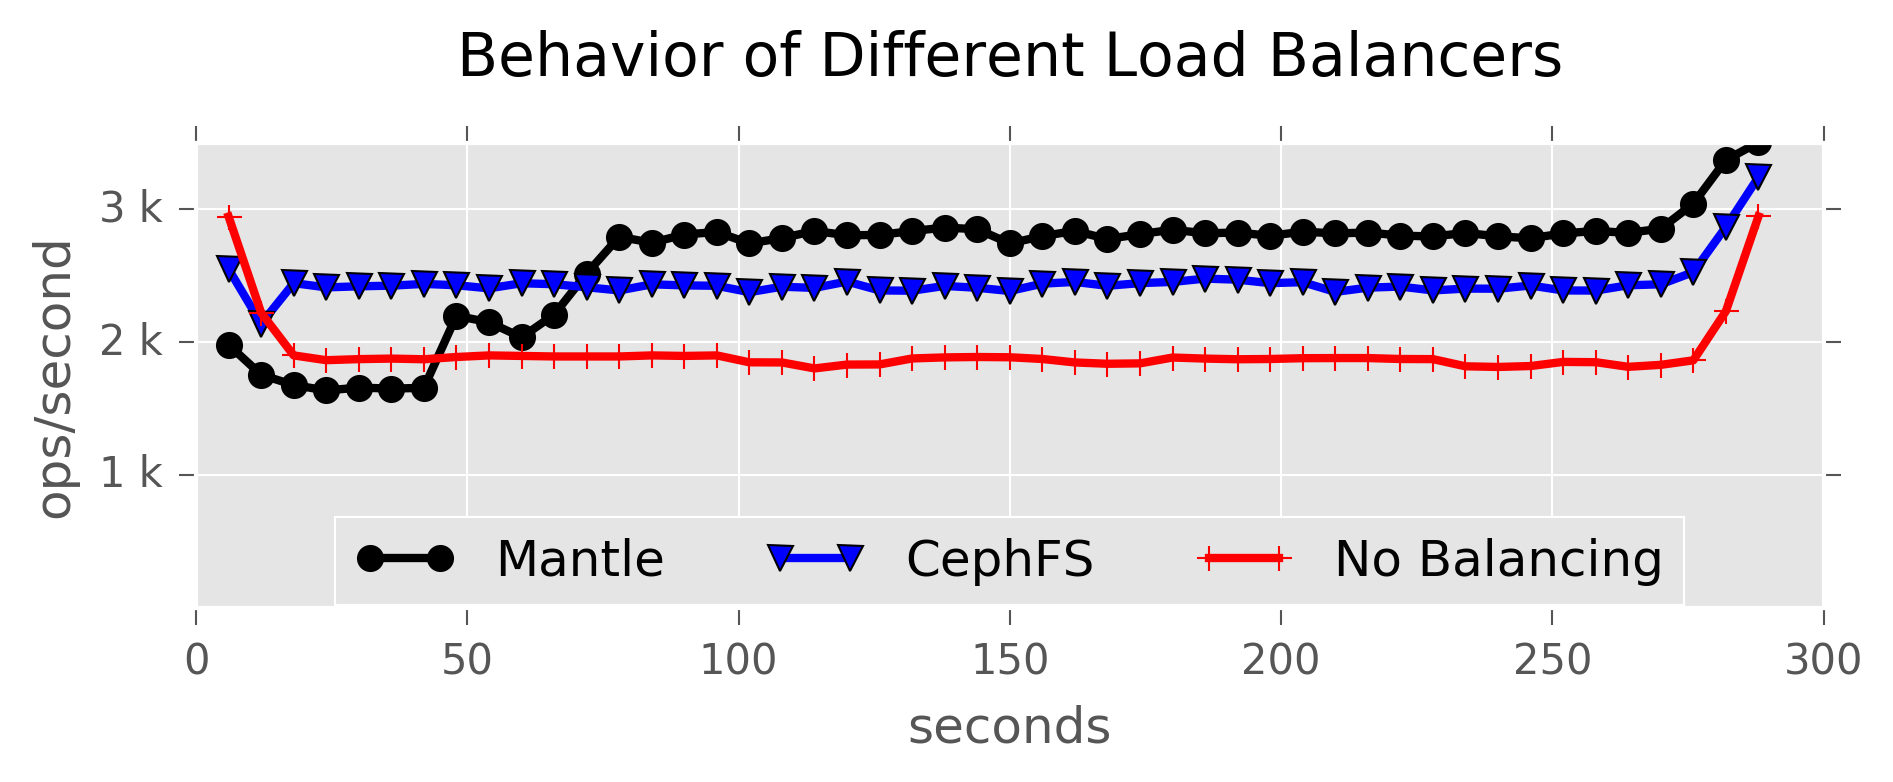 Behavior of Different Load Balancers
3 k
2 k
1 k
ops/second
Mantle CephFS No Balancing
0 50 100 150 200 250 300
seconds